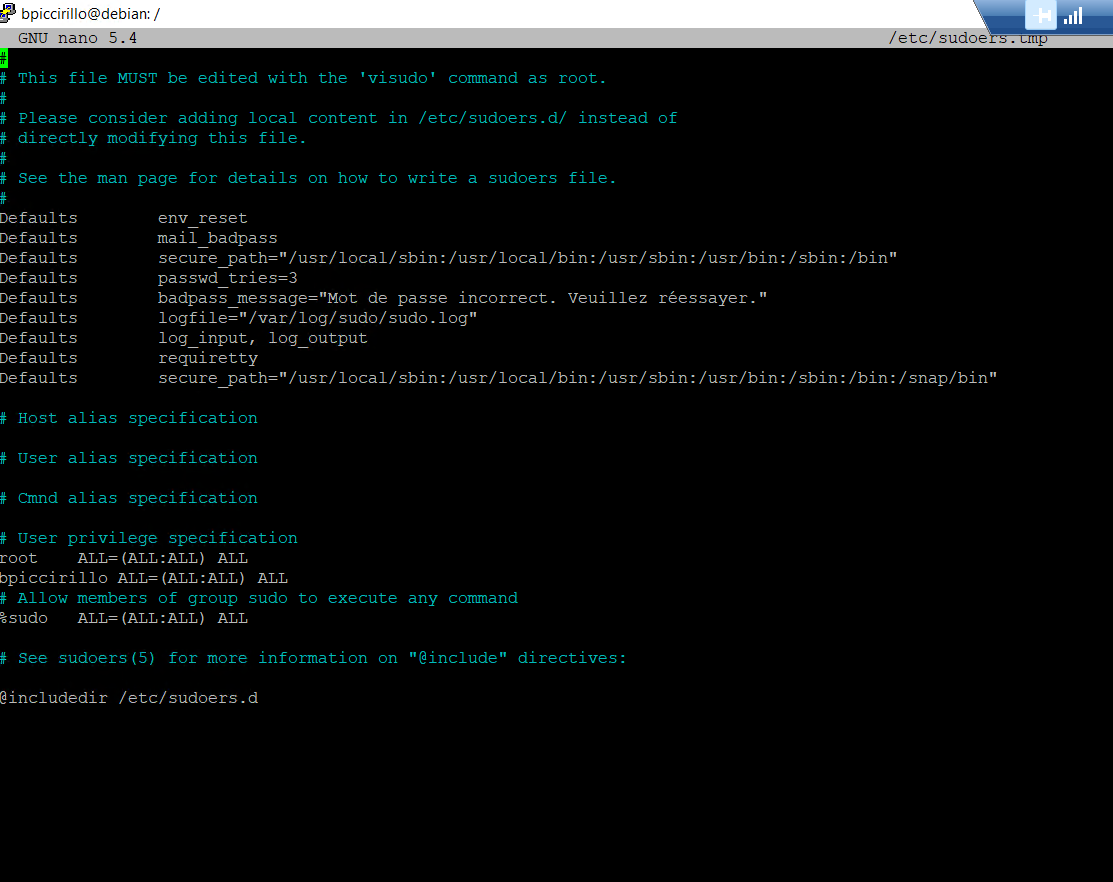 bpiccirillo@debian: /
GNU nano 5.4 /etc/sudoers.tmp
#
# This file MUST be edited with the 'visudo' command as root.
#
# Please consider adding local content in /etc/sudoers.d/ instead of
# directly modifying this file.
#
# See the man page for details on how to write a sudoers file.
#
Defaults        env_reset
Defaults        mail_badpass
Defaults        secure_path="/usr/local/sbin:/usr/local/bin:/usr/sbin:/usr/bin:/sbin:/bin"
Defaults        passwd_tries=3
Defaults        badpass_message="Mot de passe incorrect. Veuillez réessayer."
Defaults        logfile="/var/log/sudo/sudo.log"
Defaults        log_input, log_output
Defaults        requiretty
Defaults        secure_path="/usr/local/sbin:/usr/local/bin:/usr/sbin:/usr/bin:/sbin:/bin:/snap/bin"
# Host alias specification
# User alias specification
# Cmnd alias specification
# User privilege specification
root    ALL=(ALL:ALL) ALL
bpiccirillo ALL=(ALL:ALL) ALL
# Allow members of group sudo to execute any command
%sudo   ALL=(ALL:ALL) ALL
# See sudoers(5) for more information on "@include" directives:
@includedir /etc/sudoers.d